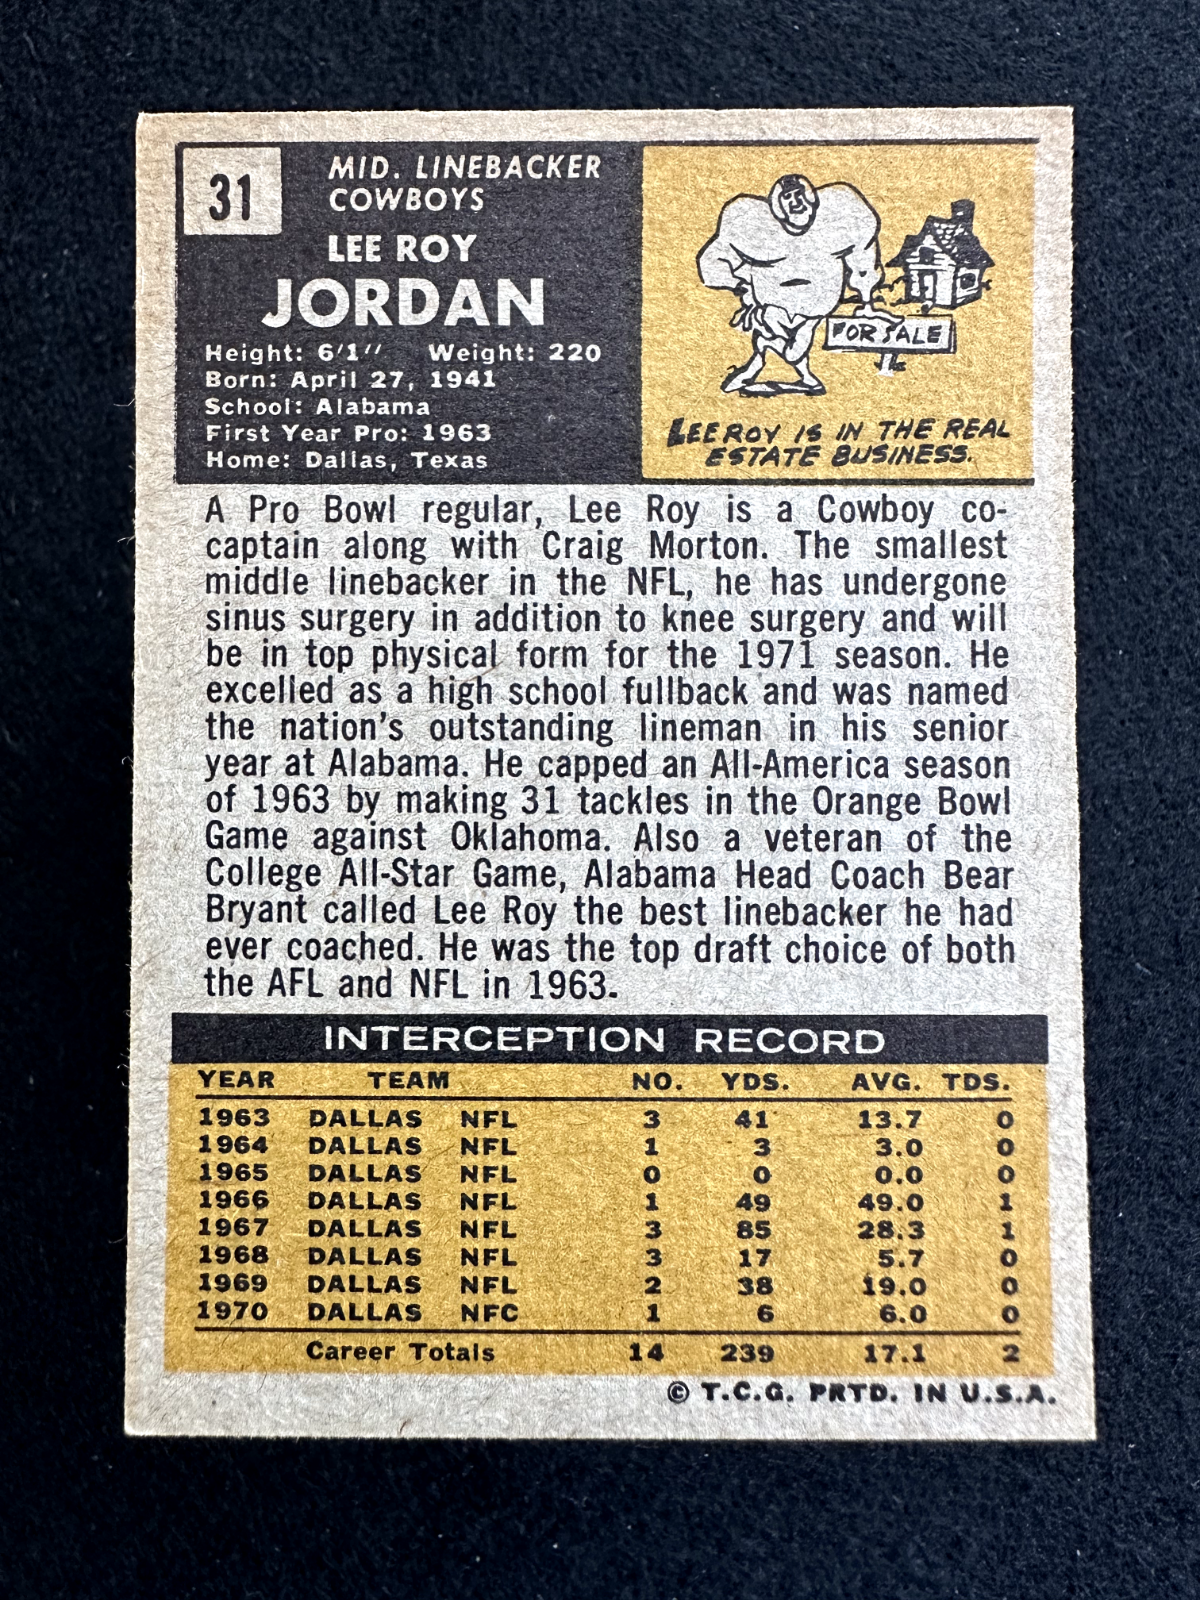 31
MID. LINEBACKER
COWBOYS
LEE ROY
JORDAN
Height: 6'1" Weight: 220
Born: April 27, 1941
School: Alabama
First Year Pro: 1963
Home: Dallas, Texas
FOR SALE
LEE ROY IS IN THE REAL
ESTATE BUSINESS.
A Pro Bowl regular, Lee Roy is a Cowboy co-
captain along with Craig Morton. The smallest
middle linebacker in the NFL, he has undergone
sinus surgery in addition to knee surgery and will
be in top physical form for the 1971 season. He
excelled as a high school fullback and was named
the nation's outstanding lineman in his senior
year at Alabama. He capped an All-America season
of 1963 by making 31 tackles in the Orange Bowl
Game against Oklahoma. Also a veteran of the
College All-Star Game, Alabama Head Coach Bear
Bryant called Lee Roy the best linebacker he had
ever coached. He was the top draft choice of both
the AFL and NFL in 1963.
INTERCEPTION RECORD
YEAR TEAM NO. YDS. AVG. TDS.
1963 DALLAS NFL 3 41 13.7 0
1964 DALLAS NFL 1 3 3.0 0
1965 DALLAS NFL 0 0 0.0 0
1966 DALLAS NFL 1 49 49.0 1
1967 DALLAS NFL 3 85 28.3 1
1968 DALLAS NFL 3 17 5.7 0
1969 DALLAS NFL 2 38 19.0 0
1970 DALLAS NFC 1 6 6.0 0
Career Totals 14 239 17.1 2
© T.C.G. PRTD. IN U.S.A.